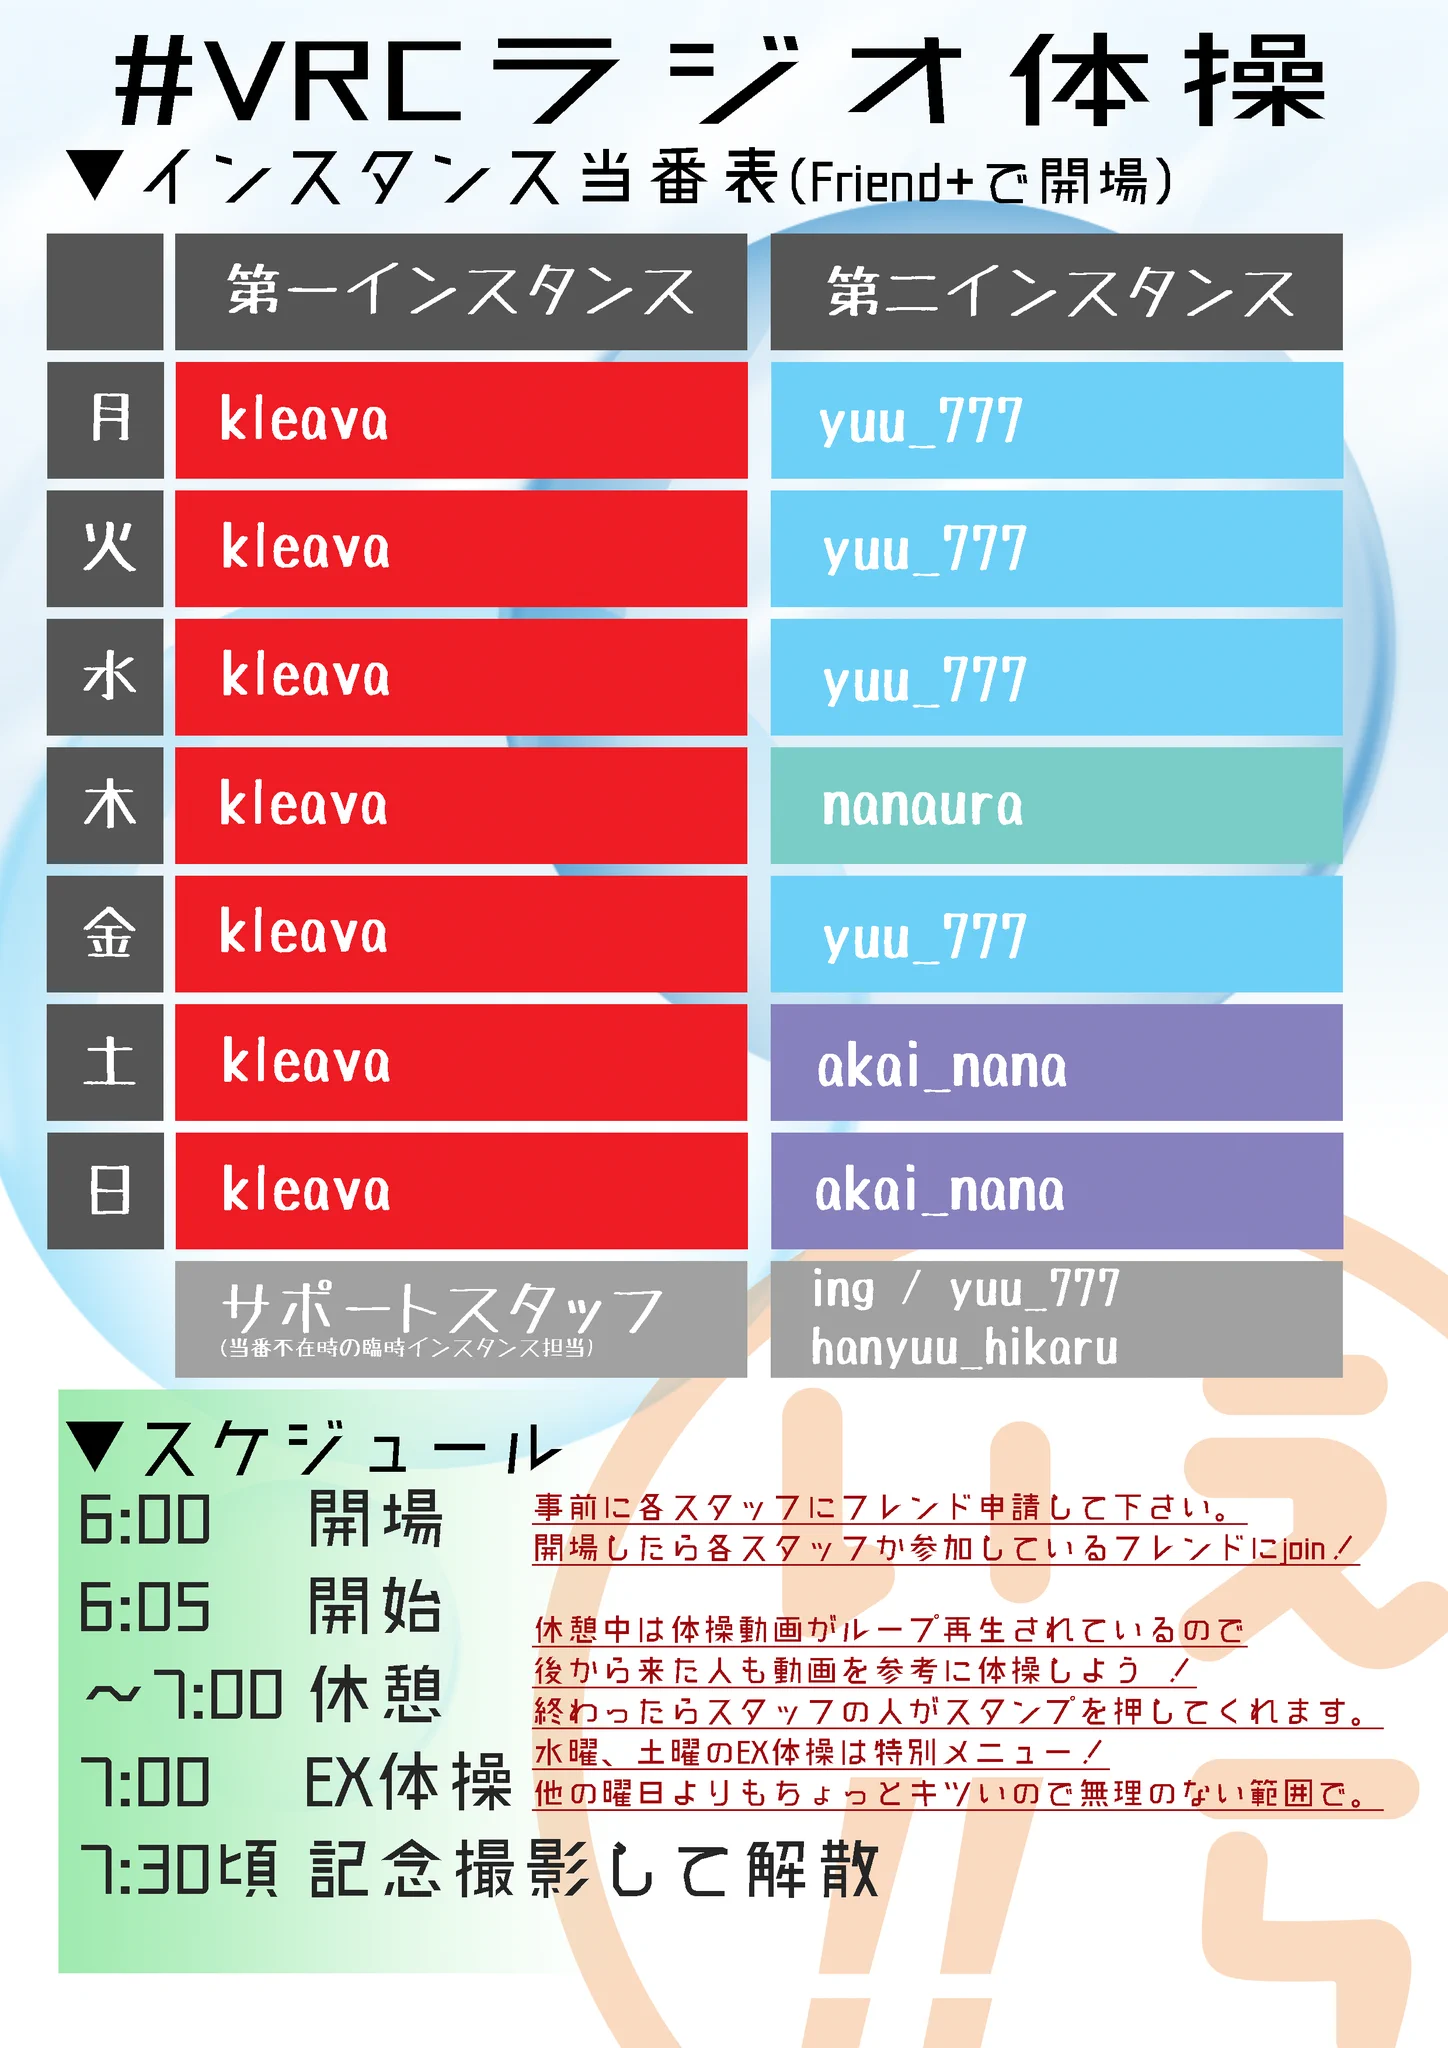 #VRCラジオ体操
▼インスタンス当番表(Friend+で開場)
第一インスタンス 第二インスタンス
月 kleava yuu_777
火 kleava yuu_777
水 kleava yuu_777
木 kleava nanaura
金 kleava yuu_777
土 kleava akai_nana
日 kleava akai_nana
サポートスタッフ
(当番不在時の臨時インスタンス担当)
ing / yuu_777
hanyuu_hikaru
▼スケジュール
6:00 開場
事前に各スタッフにフレンド申請して下さい。
開場したら各スタッフが参加しているフレンドにjoin!
6:05 開始
休憩中は体操動画がループ再生されているので
〜7:00 休憩
後から来た人も動画を参考に体操しよう !
終わったらスタッフの人がスタンプを押してくれます。
7:00 EX体操
水曜、土曜のEX体操は特別メニュー!
他の曜日よりもちょっとキツいので無理のない範囲で。
7:30頃 記念撮影して解散